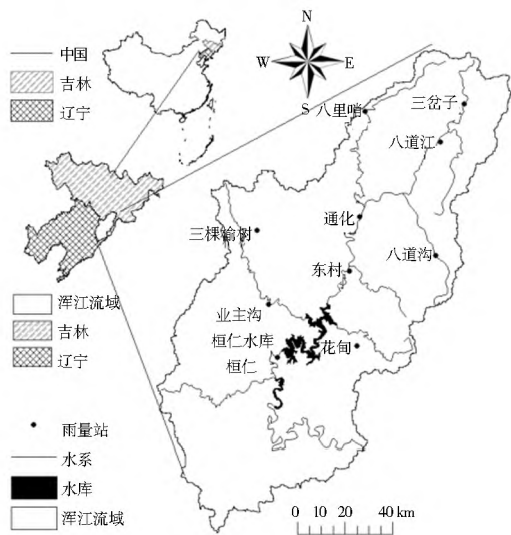 中国
吉林
辽宁
N
W
E
S
八里哨
三岔子
八道江
通化
三棵榆树
东村
八道沟
浑江流域
吉林
辽宁
业主沟
桓仁水库
花甸
桓仁
雨量站
水系
水库
浑江流域
0 10 20 40 km